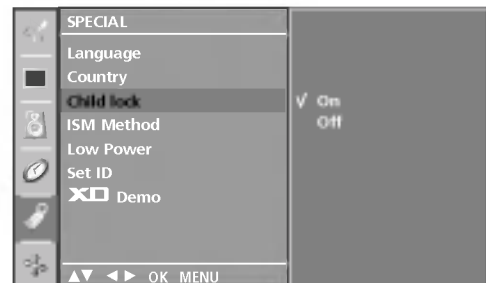 SPECIAL
Language
Country
Child lock
√ On
Off
ISM Method
Low Power
Set ID
XD Demo
▲▼ ◀▶ OK MENU